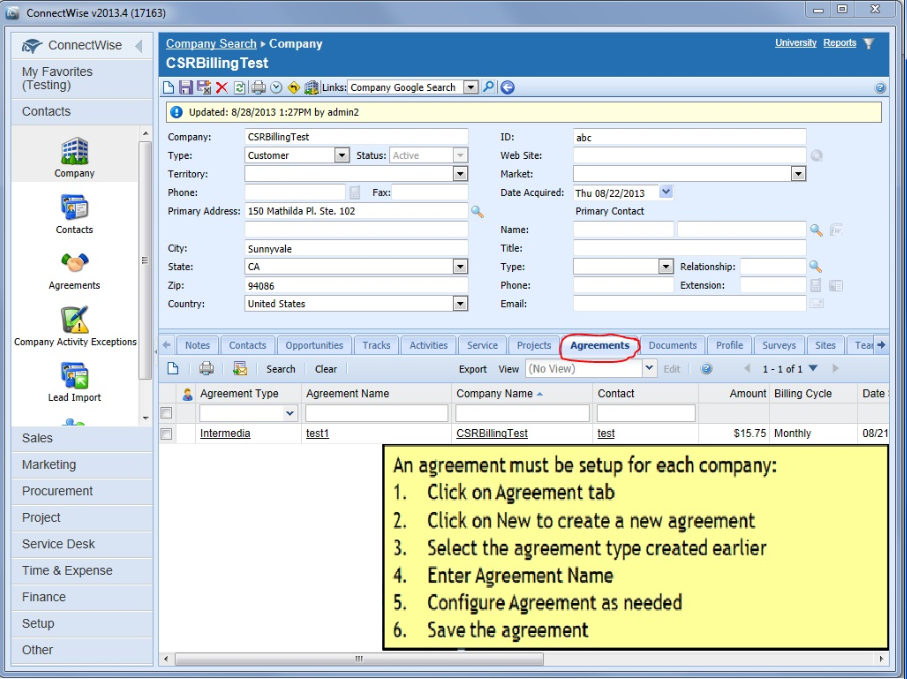 ConnectWise v2013.4 (17163)
ConnectWise
My Favorites
(Testing)
Contacts
Company
Contacts
Agreements
Company Activity Exceptions
Lead Import
Sales
Marketing
Procurement
Project
Service Desk
Time & Expense
Finance
Setup
Other
Company Search ▸ Company
University Reports
CSRBillingTest
Links: Company Google Search
Updated: 8/28/2013 1:27PM by admin2
Company: CSRBillingTest
Type: Customer Status: Active
Territory:
Phone: Fax:
Primary Address: 150 Mathilda Pl. Ste. 102
City: Sunnyvale
State: CA
Zip: 94086
Country: United States
ID: abc
Web Site:
Market:
Date Acquired: Thu 08/22/2013
Primary Contact
Name:
Title:
Type: Relationship:
Phone: Extension:
Email:
Notes Contacts Opportunities Tracks Activities Service Projects Agreements Documents Profile Surveys Sites
Search Clear Export View (No View) Edit 1 - 1 of 1
Agreement Type Agreement Name Company Name Contact Amount Billing Cycle Date
Intermedia test1 CSRBillingTest test $15.75 Monthly 08/21
An agreement must be setup for each company:
1. Click on Agreement tab
2. Click on New to create a new agreement
3. Select the agreement type created earlier
4. Enter Agreement Name
5. Configure Agreement as needed
6. Save the agreement